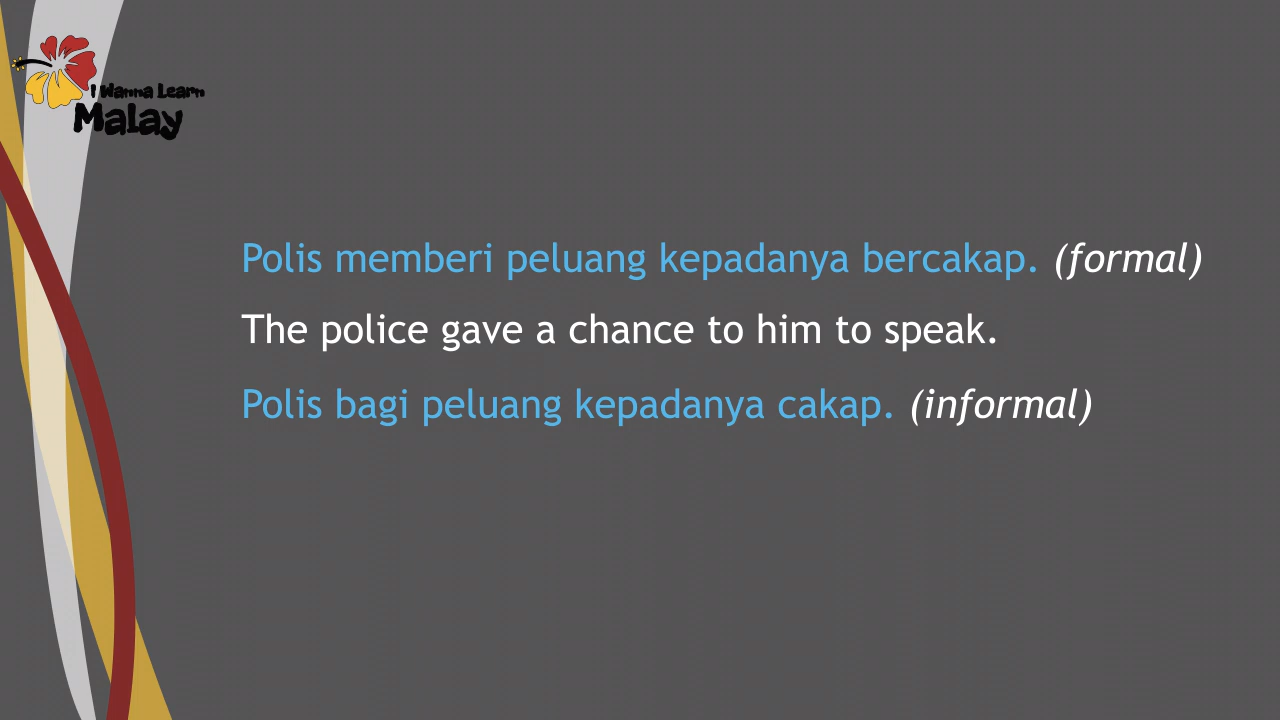 I Wanna Learn
Malay
Polis memberi peluang kepadanya bercakap. (formal)
The police gave a chance to him to speak.
Polis bagi peluang kepadanya cakap. (informal)